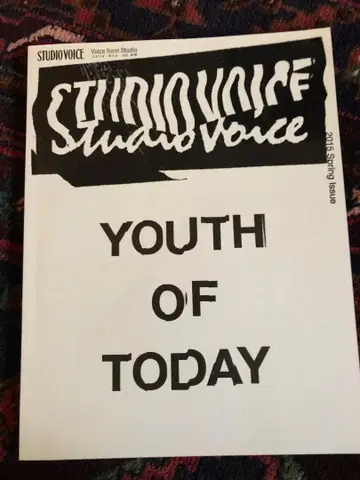 STUDIO VOICE Voice from Studio
STUDIO VOICE
Studio Voice
2015 Spring Issue
YOUTH
OF
TODAY